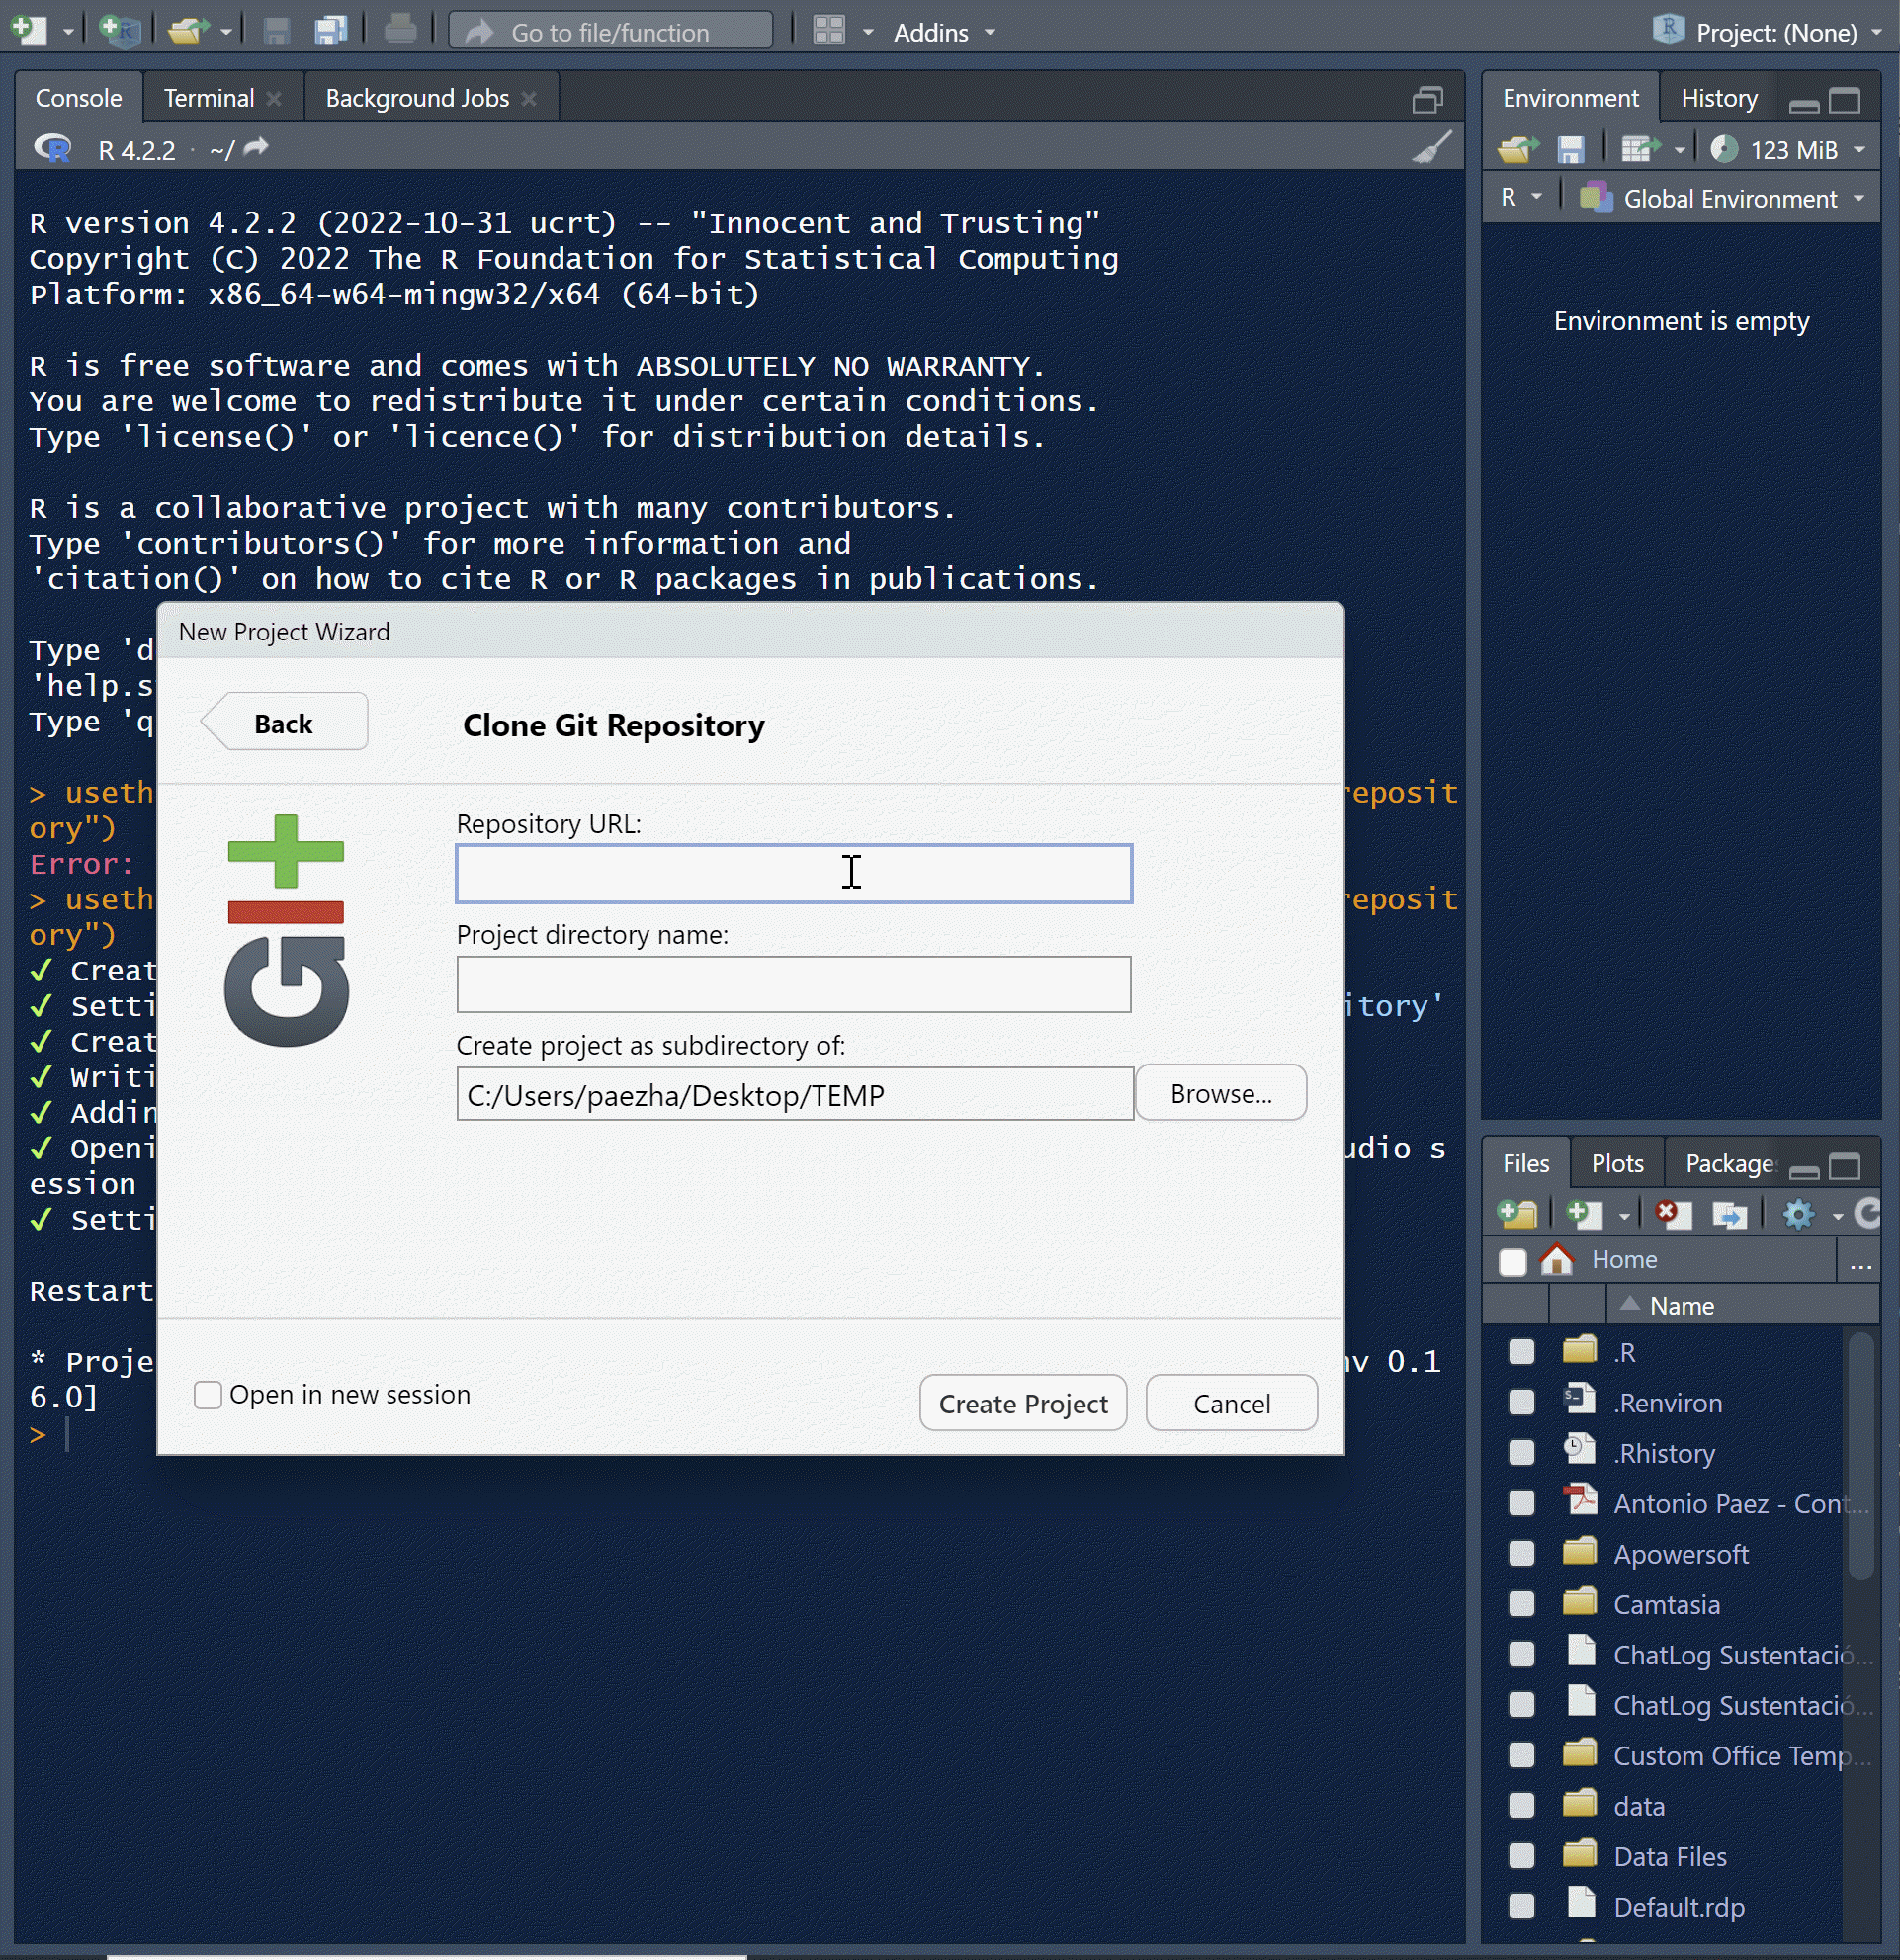 Go to file/function
Addins
Project: (None)
Console
Terminal
Background Jobs
R 4.2.2 · ~/
R version 4.2.2 (2022-10-31 ucrt) -- "Innocent and Trusting"
Copyright (C) 2022 The R Foundation for Statistical Computing
Platform: x86_64-w64-mingw32/x64 (64-bit)
R is free software and comes with ABSOLUTELY NO WARRANTY.
You are welcome to redistribute it under certain conditions.
Type 'license()' or 'licence()' for distribution details.
R is a collaborative project with many contributors.
Type 'contributors()' for more information and
'citation()' on how to cite R or R packages in publications.
Type 'd
'help.s
Type 'q
> useth reposit
ory")
Error:
> useth reposit
ory")
✓ Creat
✓ Setti itory'
✓ Creat
✓ Writi
✓ Addin
✓ Openi udio s
ession
✓ Setti
Restart
* Proje nv 0.1
6.0]
>
New Project Wizard
Back
Clone Git Repository
git
Repository URL:
Project directory name:
Create project as subdirectory of:
C:/Users/paezha/Desktop/TEMP
Browse...
Open in new session
Create Project
Cancel
Environment
History
123 MiB
R
Global Environment
Environment is empty
Files
Plots
Package
Home
...
Name
.R
.Renviron
.Rhistory
Antonio Paez - Cont...
Apowersoft
Camtasia
ChatLog Sustentació...
ChatLog Sustentació...
Custom Office Temp...
data
Data Files
Default.rdp